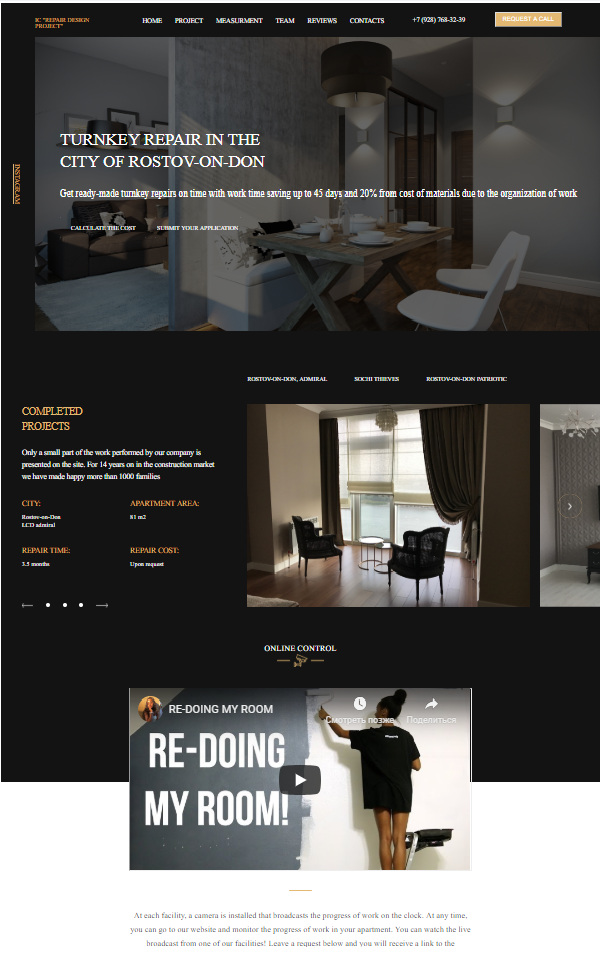 IC "REPAIR DESIGN
PROJECT"
HOME PROJECT MEASURMENT TEAM REVIEWS CONTACTS
+7 (928) 768-32-39
REQUEST A CALL
INSTAGRAM
TURNKEY REPAIR IN THE
CITY OF ROSTOV-ON-DON
Get ready-made turnkey repairs on time with work time saving up to 45 days and 20% from cost of materials due to the organization of work
CALCULATE THE COST SUBMIT YOUR APPLICATION
ROSTOV-ON-DON, ADMIRAL SOCHI THIEVES ROSTOV-ON-DON PATRIOTIC
COMPLETED
PROJECTS
Only a small part of the work performed by our company is
presented on the site. For 14 years on in the construction market
we have made happy more than 1000 families
CITY: APARTMENT AREA:
Rostov-on-Don 81 m2
LCD admiral
REPAIR TIME: REPAIR COST:
3.5 months Upon request
ONLINE CONTROL
RE-DOING MY ROOM
Смотреть позже Поделиться
RE-DOING
MY ROOM!
At each facility, a camera is installed that broadcasts the progress of work on the clock. At any time,
you can go to our website and monitor the progress of work in your apartment. You can watch the live
broadcast from one of our facilities! Leave a request below and you will receive a link to the